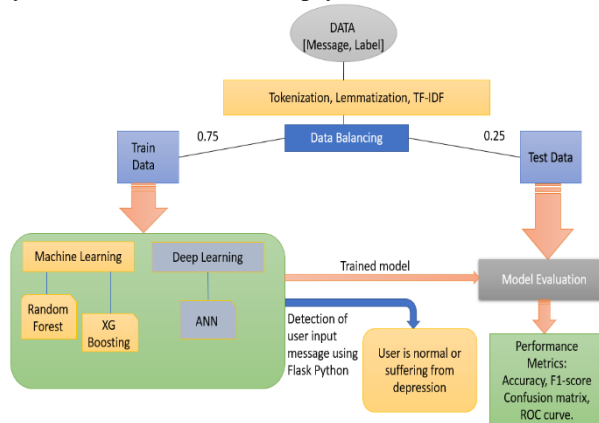 DATA
[Message, Label]
Tokenization, Lemmatization, TF-IDF
0.75
Data Balancing
0.25
Train
Data
Test Data
Machine Learning
Deep Learning
Random
Forest
XG
Boosting
ANN
Trained model
Model Evaluation
Detection of
user input
message using
Flask Python
User is normal or
suffering from
depression
Performance
Metrics:
Accuracy, F1-score
Confusion matrix,
ROC curve.